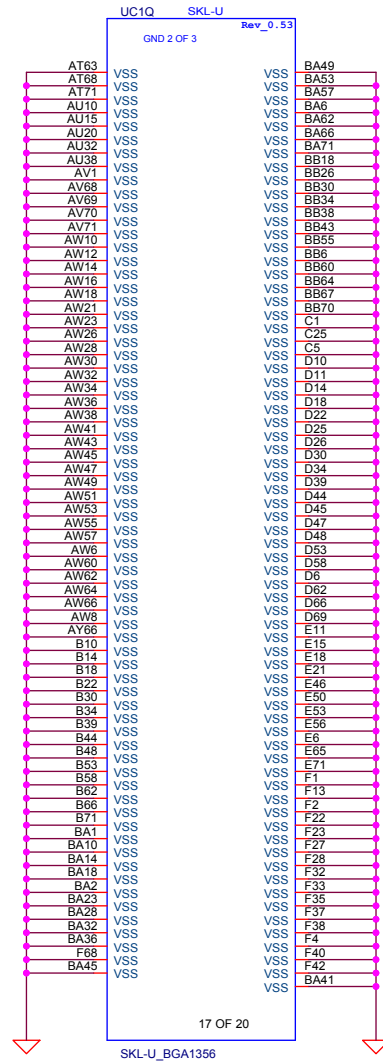 UC1Q SKL-U
Rev_0.53
GND 2 OF 3
AT63 VSS VSS BA49
AT68 VSS VSS BA53
AT71 VSS VSS BA57
AU10 VSS VSS BA6
AU15 VSS VSS BA62
AU20 VSS VSS BA66
AU32 VSS VSS BA71
AU38 VSS VSS BB18
AV1 VSS VSS BB26
AV68 VSS VSS BB30
AV69 VSS VSS BB34
AV70 VSS VSS BB38
AV71 VSS VSS BB43
AW10 VSS VSS BB55
AW12 VSS VSS BB6
AW14 VSS VSS BB60
AW16 VSS VSS BB64
AW18 VSS VSS BB67
AW21 VSS VSS BB70
AW23 VSS VSS C1
AW26 VSS VSS C25
AW28 VSS VSS C5
AW30 VSS VSS D10
AW32 VSS VSS D11
AW34 VSS VSS D14
AW36 VSS VSS D18
AW38 VSS VSS D22
AW41 VSS VSS D25
AW43 VSS VSS D26
AW45 VSS VSS D30
AW47 VSS VSS D34
AW49 VSS VSS D39
AW51 VSS VSS D44
AW53 VSS VSS D45
AW55 VSS VSS D47
AW57 VSS VSS D48
AW6 VSS VSS D53
AW60 VSS VSS D58
AW62 VSS VSS D6
AW64 VSS VSS D62
AW66 VSS VSS D66
AW8 VSS VSS D69
AY66 VSS VSS E11
B10 VSS VSS E15
B14 VSS VSS E18
B18 VSS VSS E21
B22 VSS VSS E46
B30 VSS VSS E50
B34 VSS VSS E53
B39 VSS VSS E56
B44 VSS VSS E6
B48 VSS VSS E65
B53 VSS VSS E71
B58 VSS VSS F1
B62 VSS VSS F13
B66 VSS VSS F2
B71 VSS VSS F22
BA1 VSS VSS F23
BA10 VSS VSS F27
BA14 VSS VSS F28
BA18 VSS VSS F32
BA2 VSS VSS F33
BA23 VSS VSS F35
BA28 VSS VSS F37
BA32 VSS VSS F38
BA36 VSS VSS F4
F68 VSS VSS F40
BA45 VSS VSS F42
VSS BA41
17 OF 20
SKL-U_BGA1356